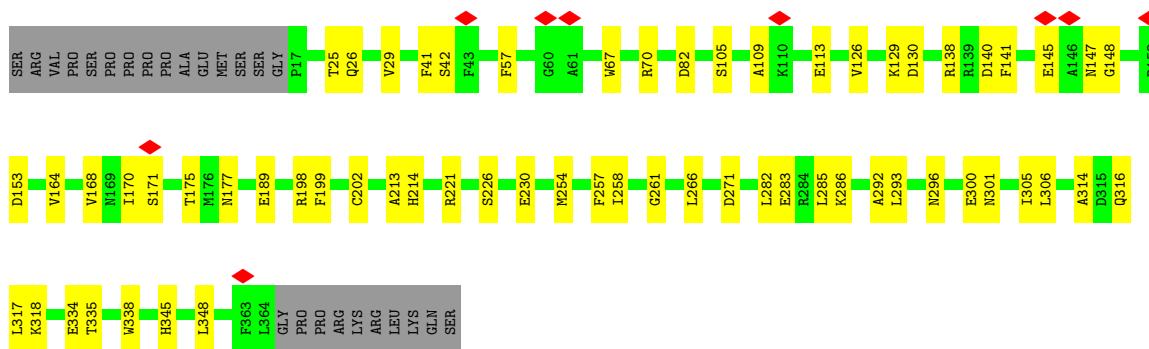 SER ARG VAL PRO SER PRO PRO PRO PRO ALA GLU MET SER SER GLY P17 T25 Q26 V29 F41 S42 F43 F57 G60 A61 W67 R70 D82 S105 A109 K110 E113 V126 K129 D130 R138 R139 D140 F141 E145 A146 N147 G148
D153 V164 V168 N169 I170 S171 T175 M176 N177 E189 R198 F199 C202 A213 H214 R221 S226 E230 M254 F257 I258 G261 L266 D271 L282 E283 R284 L285 K286 A292 L293 N296 E300 N301 I305 L306 A314 D315 Q316
L317 K318 E334 T335 W338 H345 L348 F363 L364 GLY PRO PRO ARG LYS ARG LEU LYS GLN SER